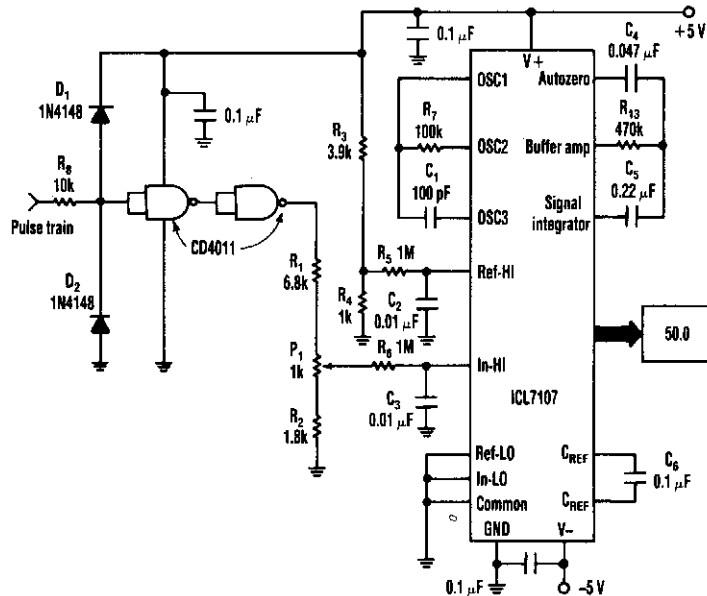 0.1 µF
+5 V
C4
0.047 µF
V+
OSC1
Autozero
D1
1N4148
0.1 µF
R3
3.9k
R7
100k
OSC2
Buffer amp
R13
470k
R8
10k
C1
100 pF
C5
0.22 µF
Pulse train
CD4011
OSC3
Signal
integrator
R1
6.8k
R5 1M
Ref-HI
D2
1N4148
R4
1k
C2
0.01 µF
50.0
P1
1k
R6 1M
In-HI
ICL7107
C3
0.01 µF
R2
1.8k
Ref-LO
In-LO
Common
CREF
C6
0.1 µF
CREF
GND
V−
0.1 µF
−5 V